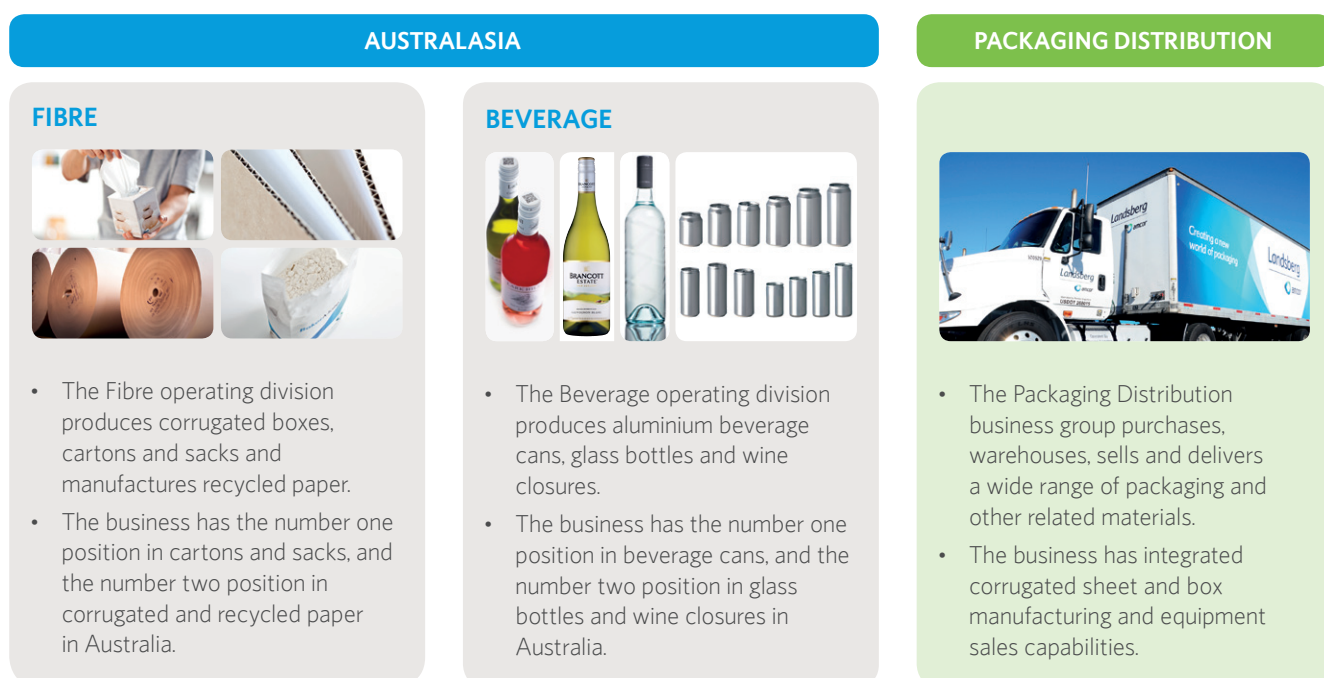 AUSTRALASIA
PACKAGING DISTRIBUTION
FIBRE
• The Fibre operating division
produces corrugated boxes,
cartons and sacks and
manufactures recycled paper.
• The business has the number one
position in cartons and sacks, and
the number two position in
corrugated and recycled paper
in Australia.
BEVERAGE
BRANCOTT
ESTATE
• The Beverage operating division
produces aluminium beverage
cans, glass bottles and wine
closures.
• The business has the number one
position in beverage cans, and the
number two position in glass
bottles and wine closures in
Australia.
Landsberg
amcor
Creating a new
world of packaging
Landsberg
amcor
Landsberg
amcor
• The Packaging Distribution
business group purchases,
warehouses, sells and delivers
a wide range of packaging and
other related materials.
• The business has integrated
corrugated sheet and box
manufacturing and equipment
sales capabilities.